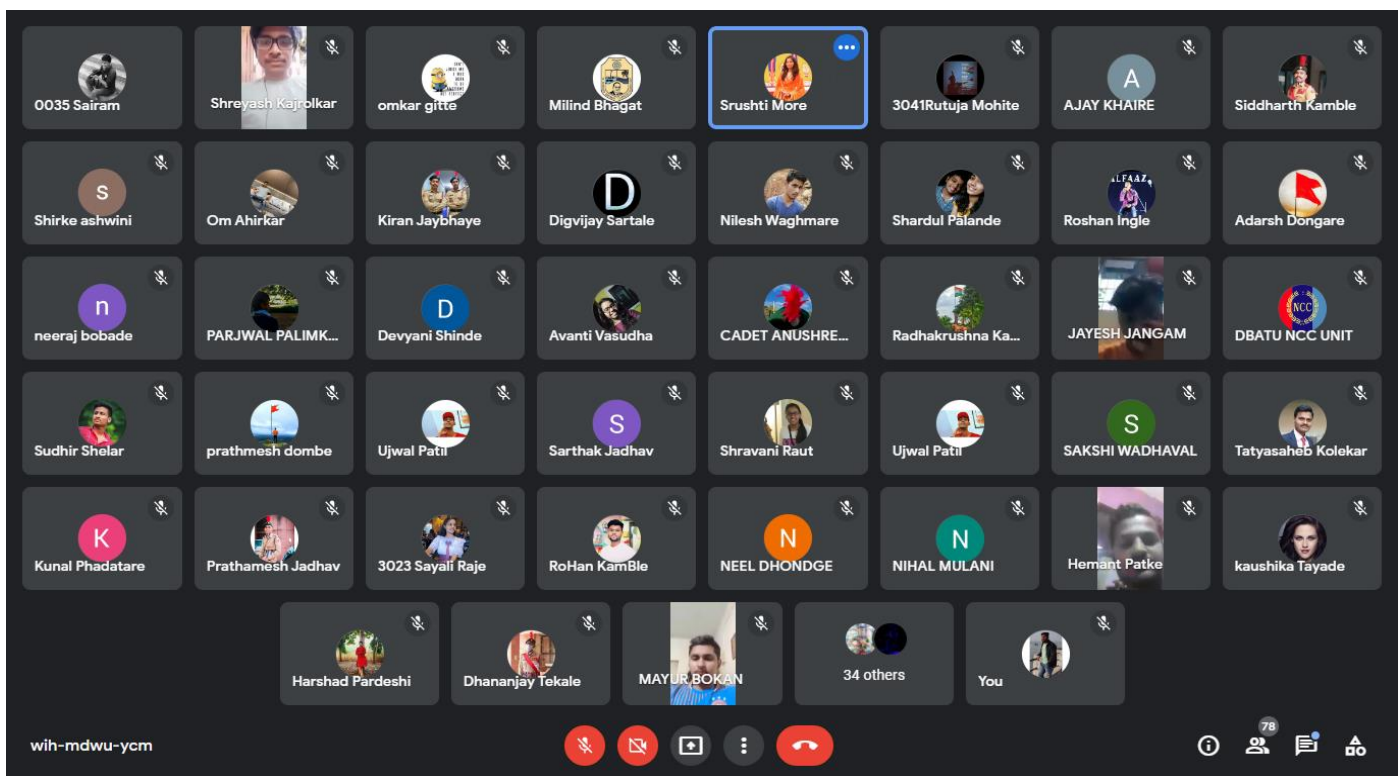 0035 Sairam
Shreyash Kajrolkar
omkar gitte
Milind Bhagat
Srushti More
3041Rutuja Mohite
A
AJAY KHAIRE
Siddharth Kamble
S
Shirke ashwini
Om Ahirkar
Kiran Jaybhaye
D
Digvijay Sartale
Nilesh Waghmare
Shardul Palande
ALFAAZ
Roshan Ingle
Adarsh Dongare
n
neeraj bobade
PARJWAL PALIMK...
D
Devyani Shinde
Avanti Vasudha
CADET ANUSHRE...
Radhakrushna Ka...
JAYESH JANGAM
NCC
DBATU NCC UNIT
Sudhir Shelar
prathmesh dombe
Ujwal Patil
S
Sarthak Jadhav
Shravani Raut
Ujwal Patil
S
SAKSHI WADHAVAL
Tatyasaheb Kolekar
K
Kunal Phadatare
Prathamesh Jadhav
3023 Sayali Raje
RoHan KamBle
N
NEEL DHONDGE
N
NIHAL MULANI
Hemant Patke
kaushika Tayade
Harshad Pardeshi
Dhananjay Tekale
MAYUR BOKAN
34 others
You
wih-mdwu-ycm
78